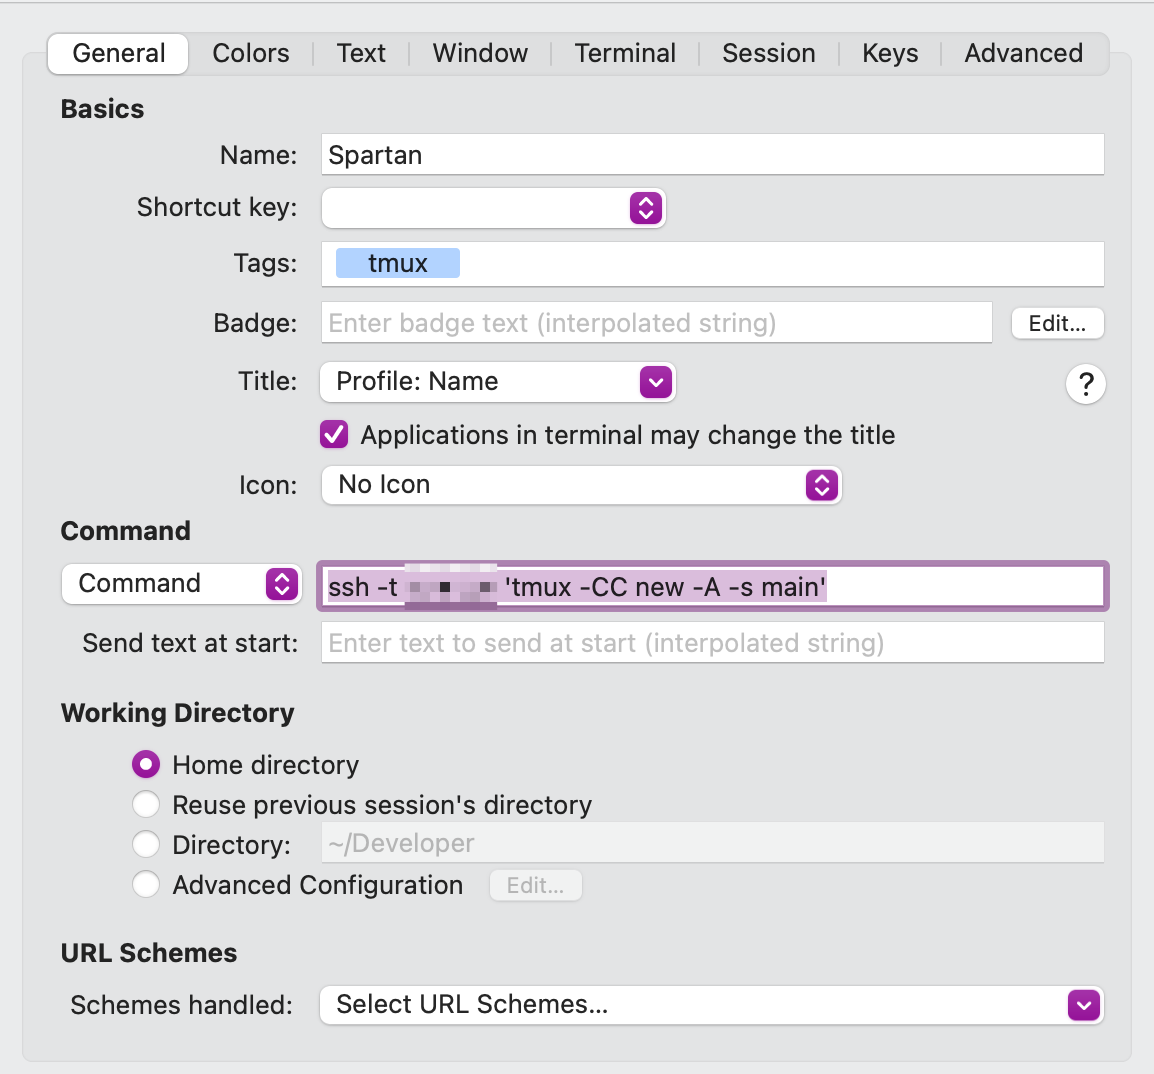 General Colors Text Window Terminal Session Keys Advanced
Basics
Name: Spartan
Shortcut key:
Tags: tmux
Badge: Enter badge text (interpolated string) Edit...
Title: Profile: Name ?
Applications in terminal may change the title
Icon: No Icon
Command
Command ssh -t 'tmux -CC new -A -s main'
Send text at start: Enter text to send at start (interpolated string)
Working Directory
Home directory
Reuse previous session's directory
Directory: ~/Developer
Advanced Configuration Edit...
URL Schemes
Schemes handled: Select URL Schemes...